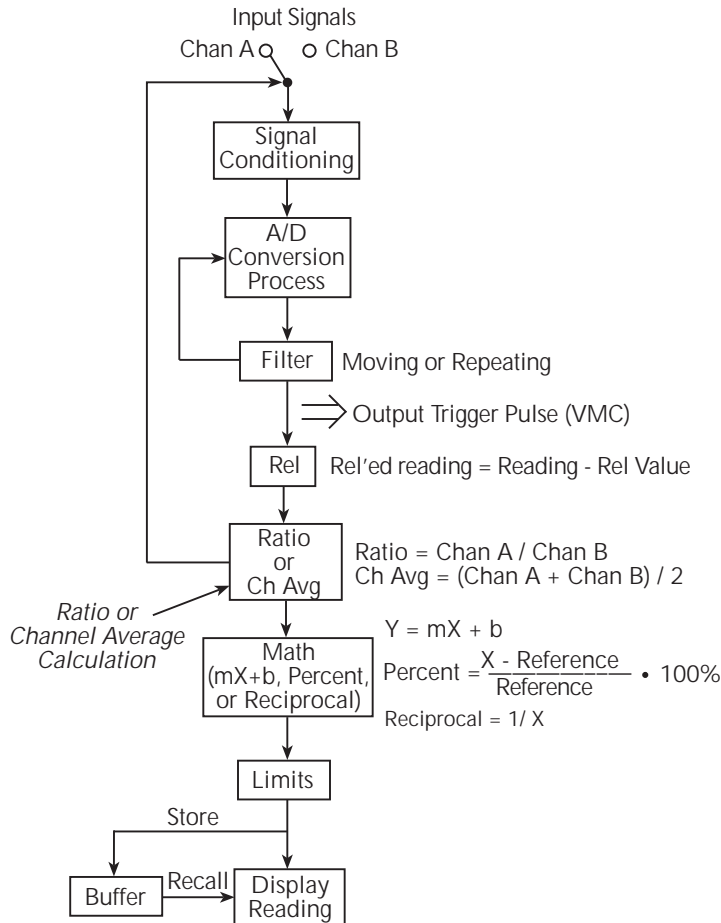 Input Signals
Chan A Chan B
Signal
Conditioning
A/D
Conversion
Process
Filter
Moving or Repeating
Output Trigger Pulse (VMC)
Rel
Rel'ed reading = Reading - Rel Value
Ratio
or
Ch Avg
Ratio = Chan A / Chan B
Ch Avg = (Chan A + Chan B) / 2
Ratio or
Channel Average
Calculation
Math
(mX+b, Percent,
or Reciprocal)
Y = mX + b
Percent = X - Reference / Reference • 100%
Reciprocal = 1/ X
Limits
Store
Buffer
Recall
Display
Reading